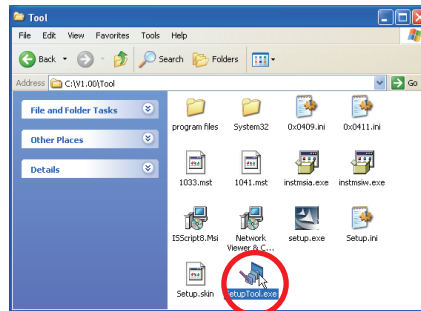 Tool
File Edit View Favorites Tools Help
Back Search Folders
Address C:\V1.00\Tool Go
File and Folder Tasks
Other Places
Details
program files System32 0x0409.ini 0x0411.ini
1033.mst 1041.mst instmsia.exe instmsiw.exe
ISScript8.Msi Network Viewer & C... setup.exe Setup.ini
Setup.skin SetupTool.exe